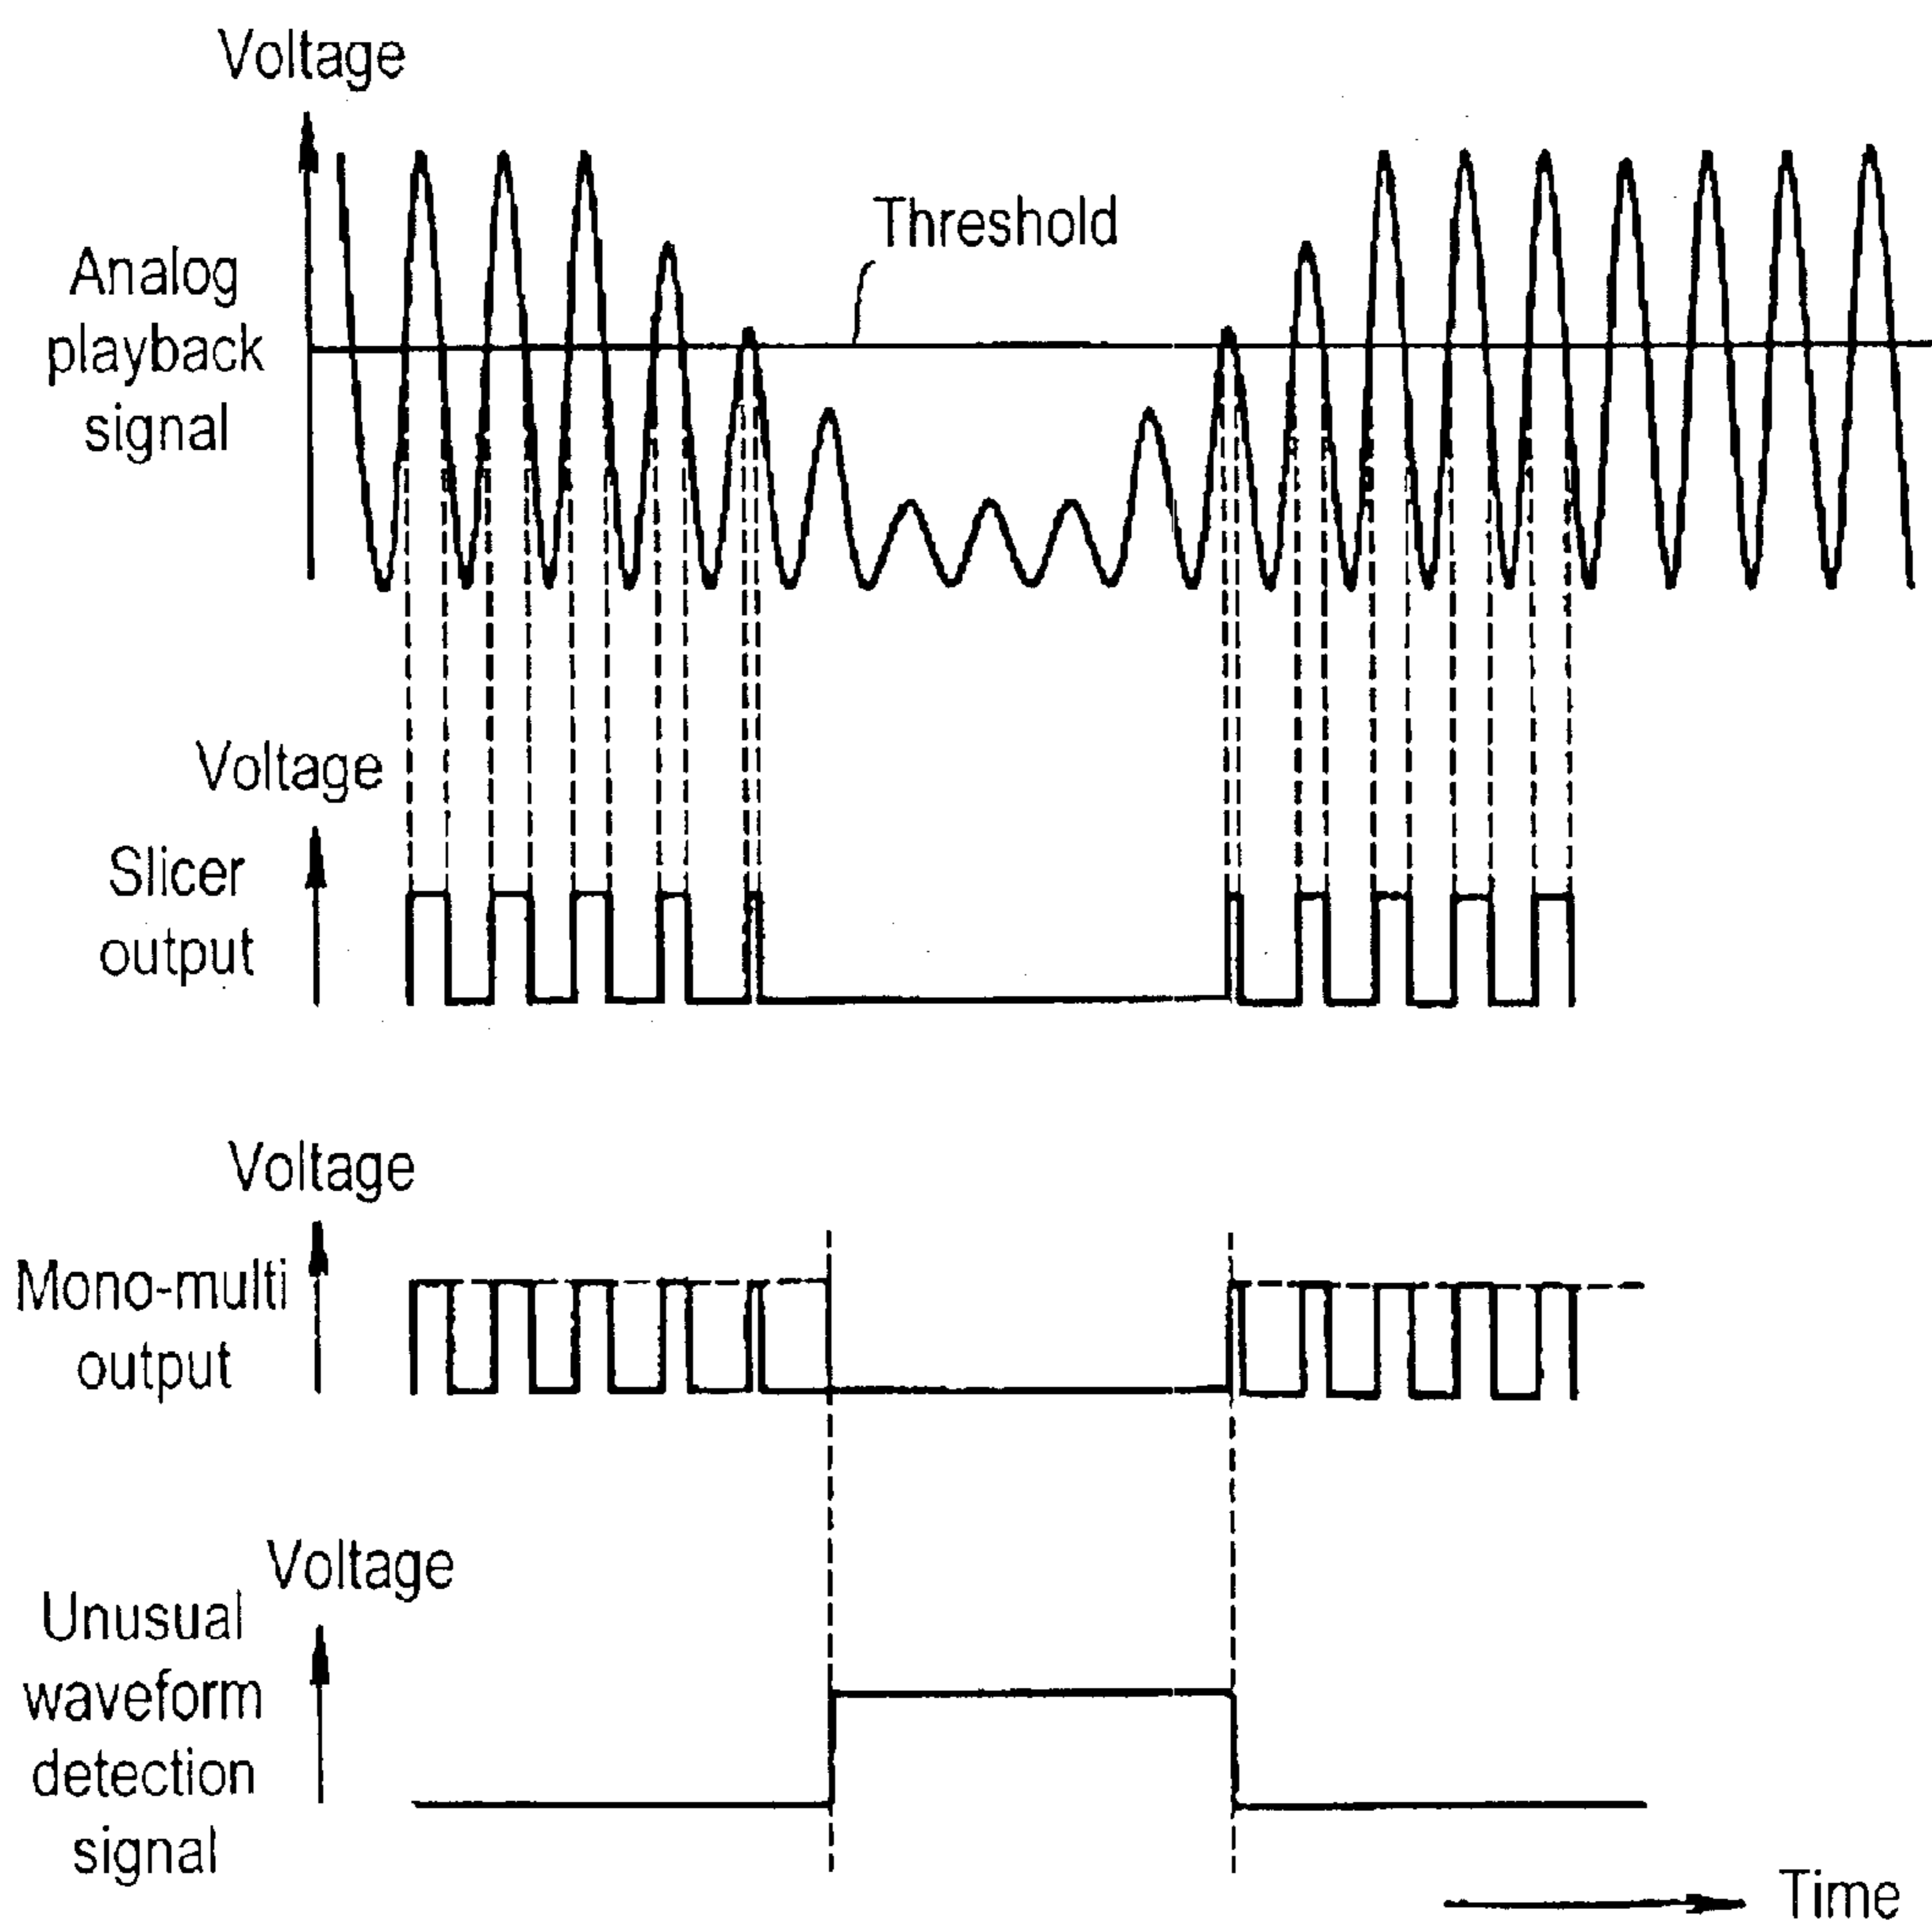 Voltage
Threshold
Analog
playback
signal
Voltage
Slicer
output
Voltage
Mono-multi
output
Voltage
Unusual
waveform
detection
signal
Time